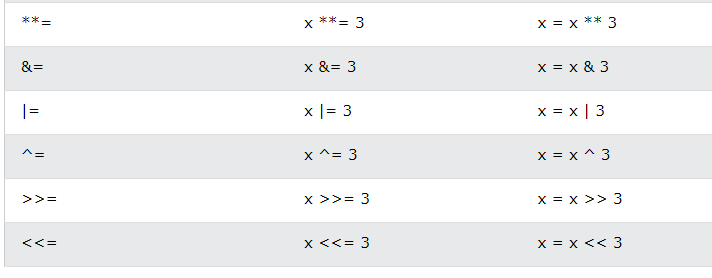 **= x **= 3 x = x ** 3
&= x &= 3 x = x & 3
|= x |= 3 x = x | 3
^= x ^= 3 x = x ^ 3
>>= x >>= 3 x = x >> 3
<<= x <<= 3 x = x << 3